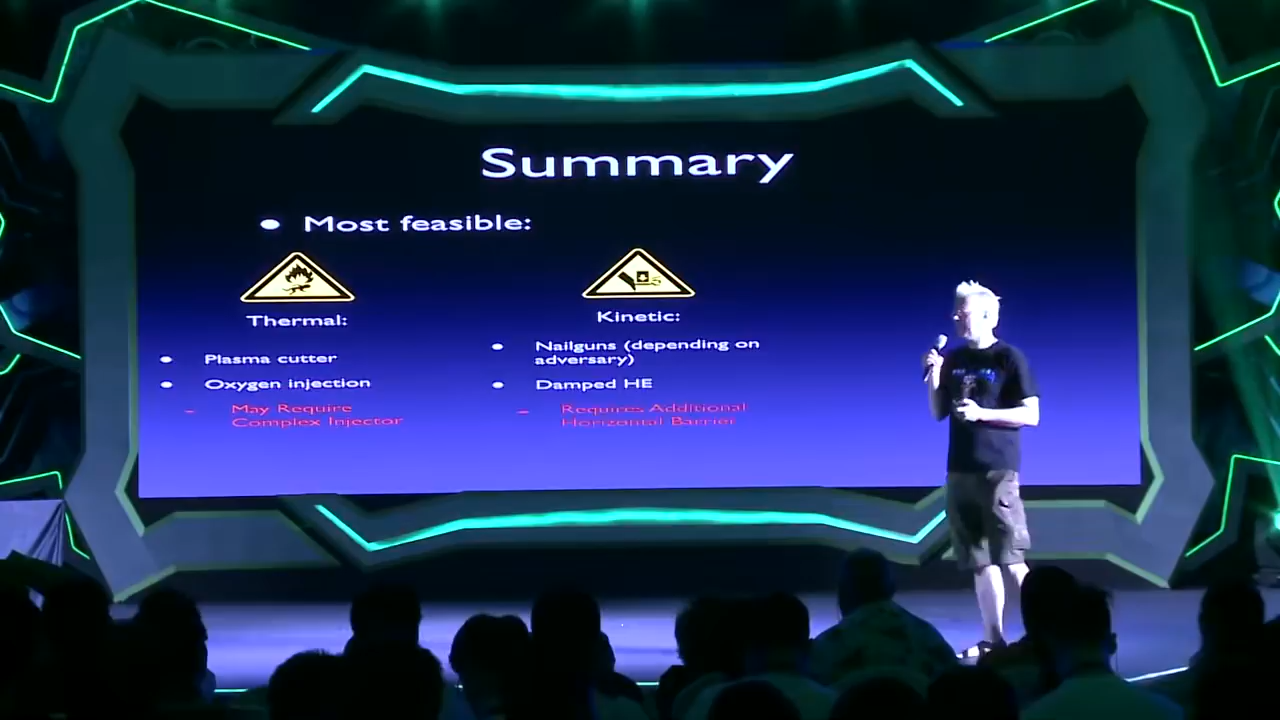 Summary
Most feasible:
Thermal:
Plasma cutter
Oxygen injection
May Require
Complex Injector
Kinetic:
Nailguns (depending on
adversary)
Damped HE
Requires Additional
Horizontal Barrier